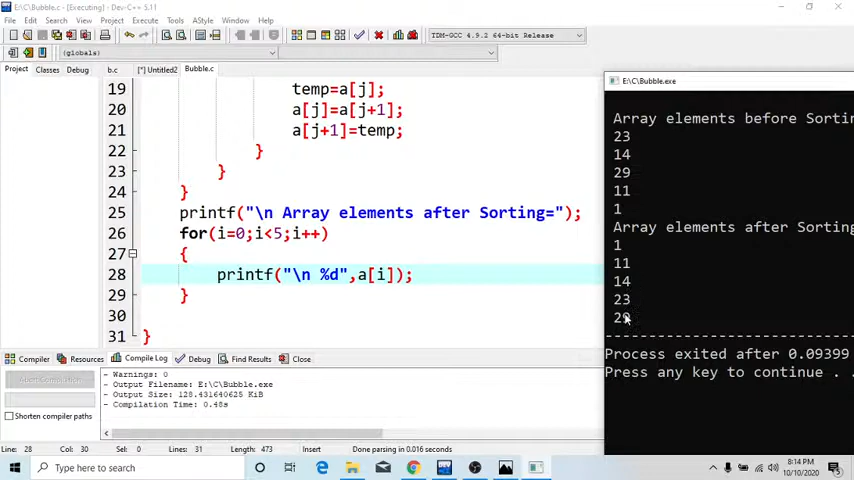 E:\C\Bubble.c - [Executing] - Dev-C++ 5.11
File Edit Search View Project Execute Tools AStyle Window Help
TDM-GCC 4.9.2 64-bit Release
(globals)
Project Classes Debug
b.c [*] Untitled2 Bubble.c
19 temp=a[j];
20 a[j]=a[j+1];
21 a[j+1]=temp;
22 }
23 }
24 }
25 printf("\n Array elements after Sorting=");
26 for(i=0;i<5;i++)
27 {
28 printf("\n %d",a[i]);
29 }
30
31 }
E:\C\Bubble.exe
Array elements before Sortin
23
14
29
11
1
Array elements after Sorting
1
11
14
23
29
Process exited after 0.09399
Press any key to continue . .
Compiler Resources Compile Log Debug Find Results Close
Shorten compiler paths
- Warnings: 0
- Output Filename: E:\C\Bubble.exe
- Output Size: 128.431640625 KiB
- Compilation Time: 0.48s
Line: 28 Col: 30 Sel: 0 Lines: 31 Length: 473 Insert Done parsing in 0.016 seconds
Type here to search
8:14 PM
10/10/2020